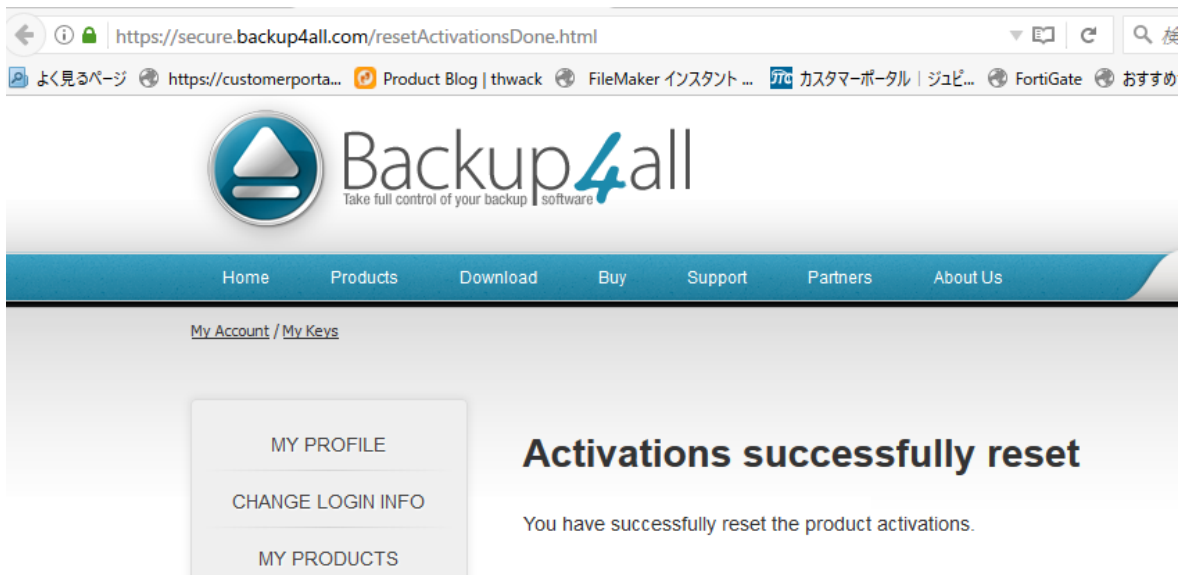 https://secure.backup4all.com/resetActivationsDone.html
よく見るページ https://customerporta... Product Blog | thwack FileMaker インスタント ... カスタマーポータル | ジュピ... FortiGate おすすめ
Backup4all
Take full control of your backup software
Home Products Download Buy Support Partners About Us
My Account / My Keys
MY PROFILE
CHANGE LOGIN INFO
MY PRODUCTS
Activations successfully reset
You have successfully reset the product activations.